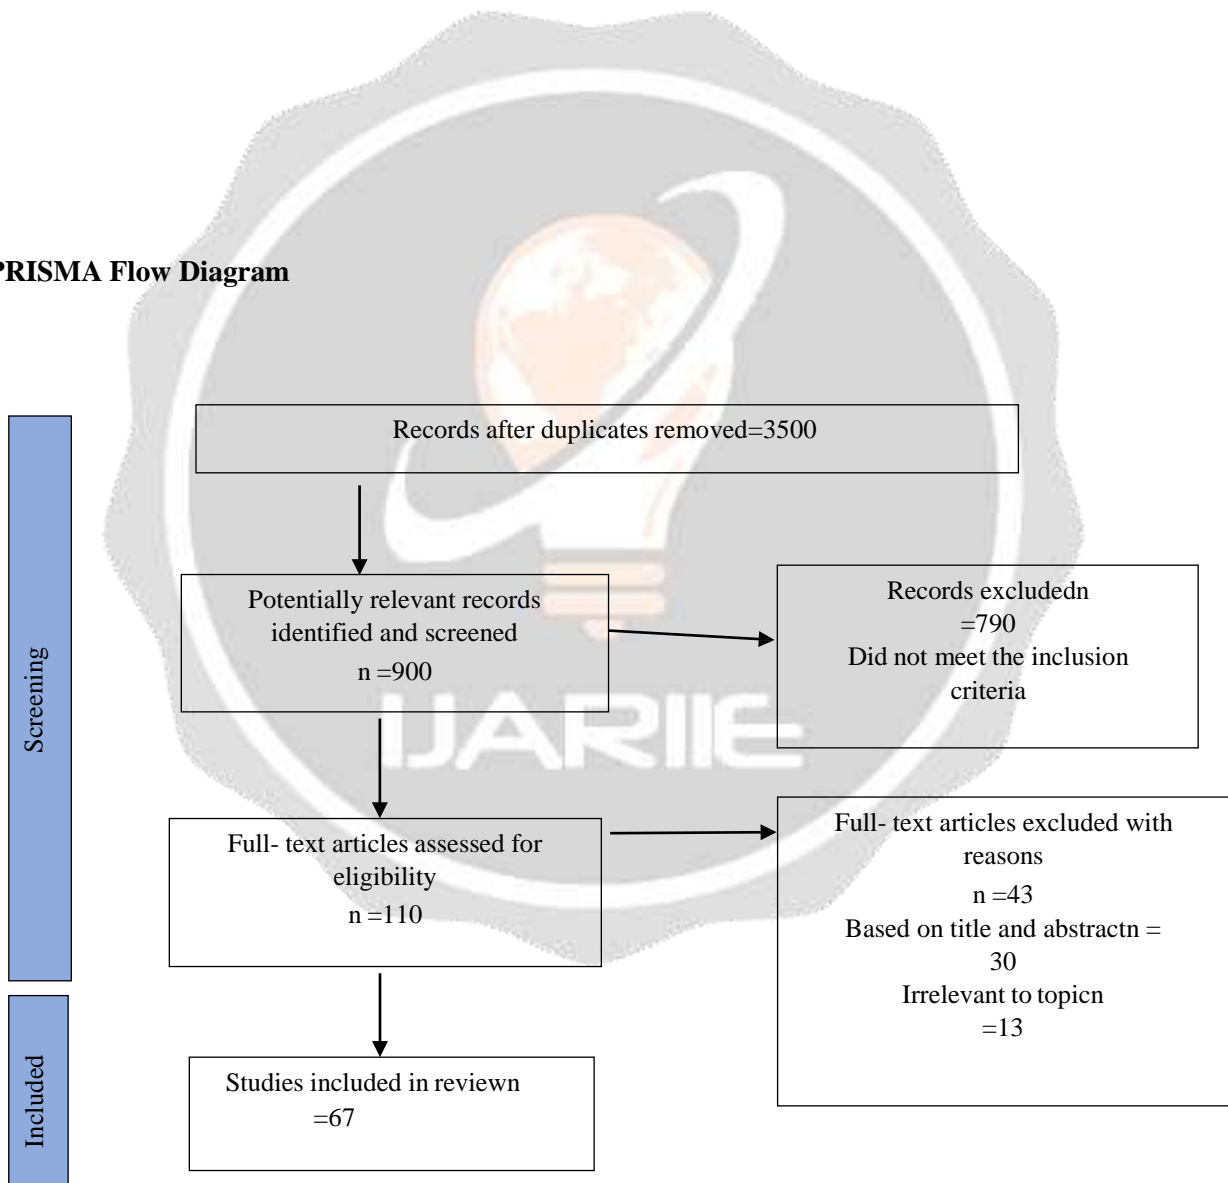 PRISMA Flow Diagram
Records after duplicates removed=3500
Potentially relevant records
identified and screened
n =900
Records excludedn
=790
Did not meet the inclusion
criteria
Screening
IJARIIE
Full- text articles assessed for
eligibility
n =110
Full- text articles excluded with
reasons
n =43
Based on title and abstractn =
30
Irrelevant to topicn
=13
Included
Studies included in reviewn
=67